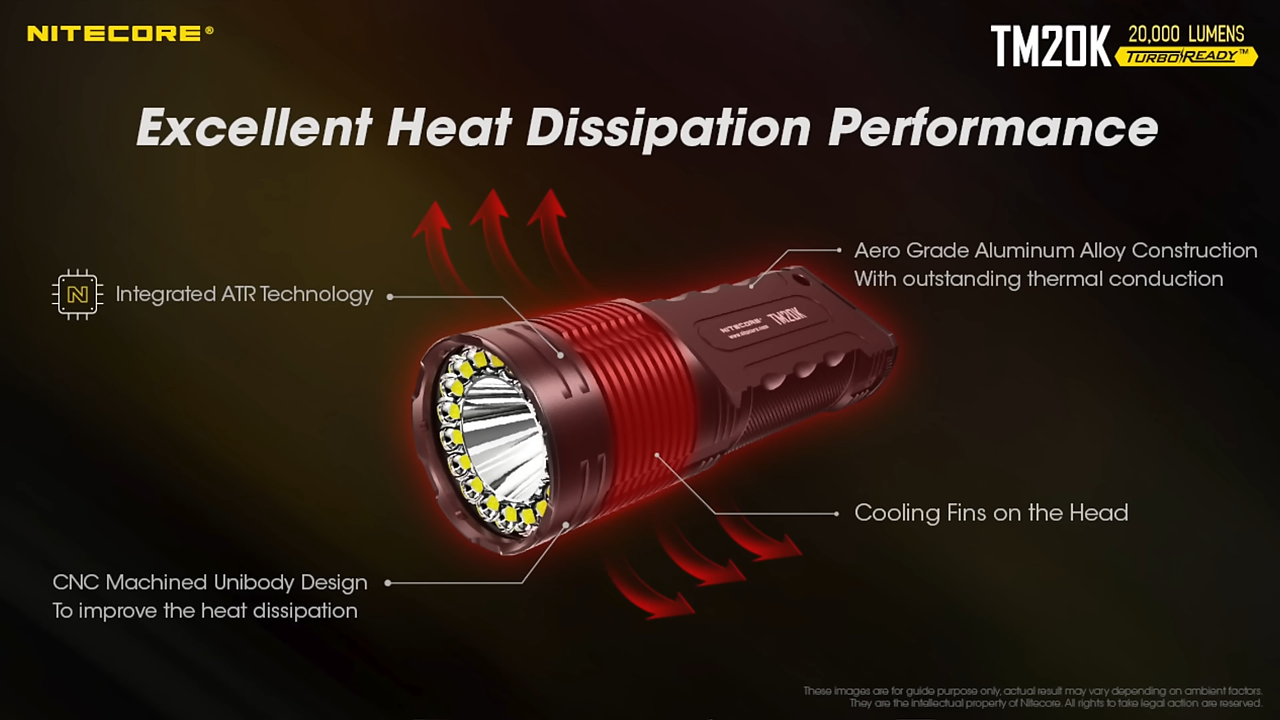 NITECORE®
TM20K 20,000 LUMENS
TURBO READY™
Excellent Heat Dissipation Performance
Aero Grade Aluminum Alloy Construction
With outstanding thermal conduction
N Integrated ATR Technology
NITECORE® TM20K
www.nitecore.com
Cooling Fins on the Head
CNC Machined Unibody Design
To improve the heat dissipation
These images are for guide purpose only, actual result may vary depending on ambient factors.
They are the intellectual property of Nitecore. All rights to take legal action are reserved.